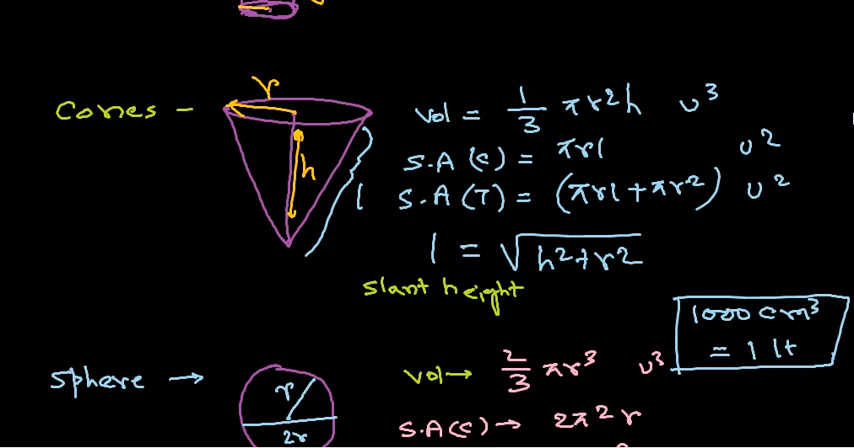 r
Cones - vol = 1/3 πr²h u³
h
l
S.A (c) = πrl u²
S.A (T) = (πrl + πr²) u²
l = √h²+r²
slant height
1000 cm³
= 1 lt
Sphere → vol → 2/3 πr³ u³
r
2r
S.A(c) → 2π²r